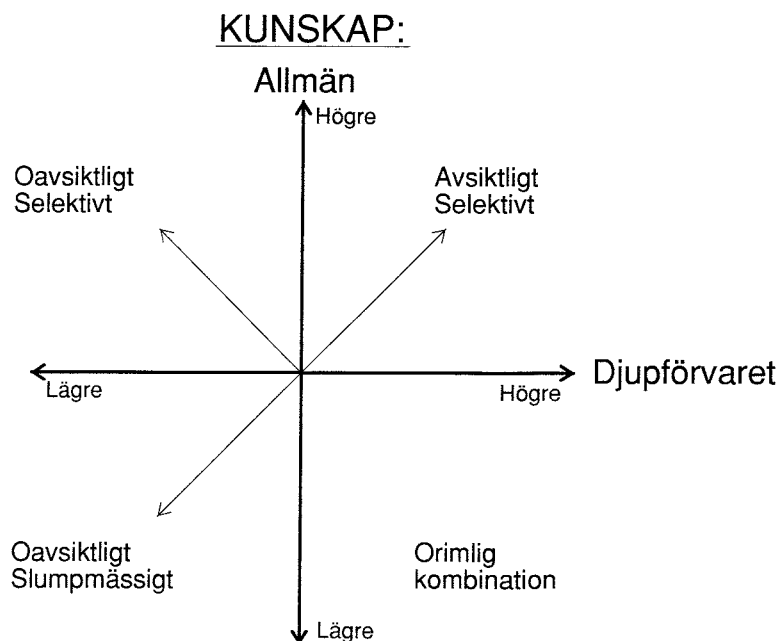 KUNSKAP:
Allmän
Högre
Oavsiktligt
Selektivt
Avsiktligt
Selektivt
Djupförvaret
Lägre
Högre
Oavsiktligt
Slumpmässigt
Orimlig
kombination
Lägre